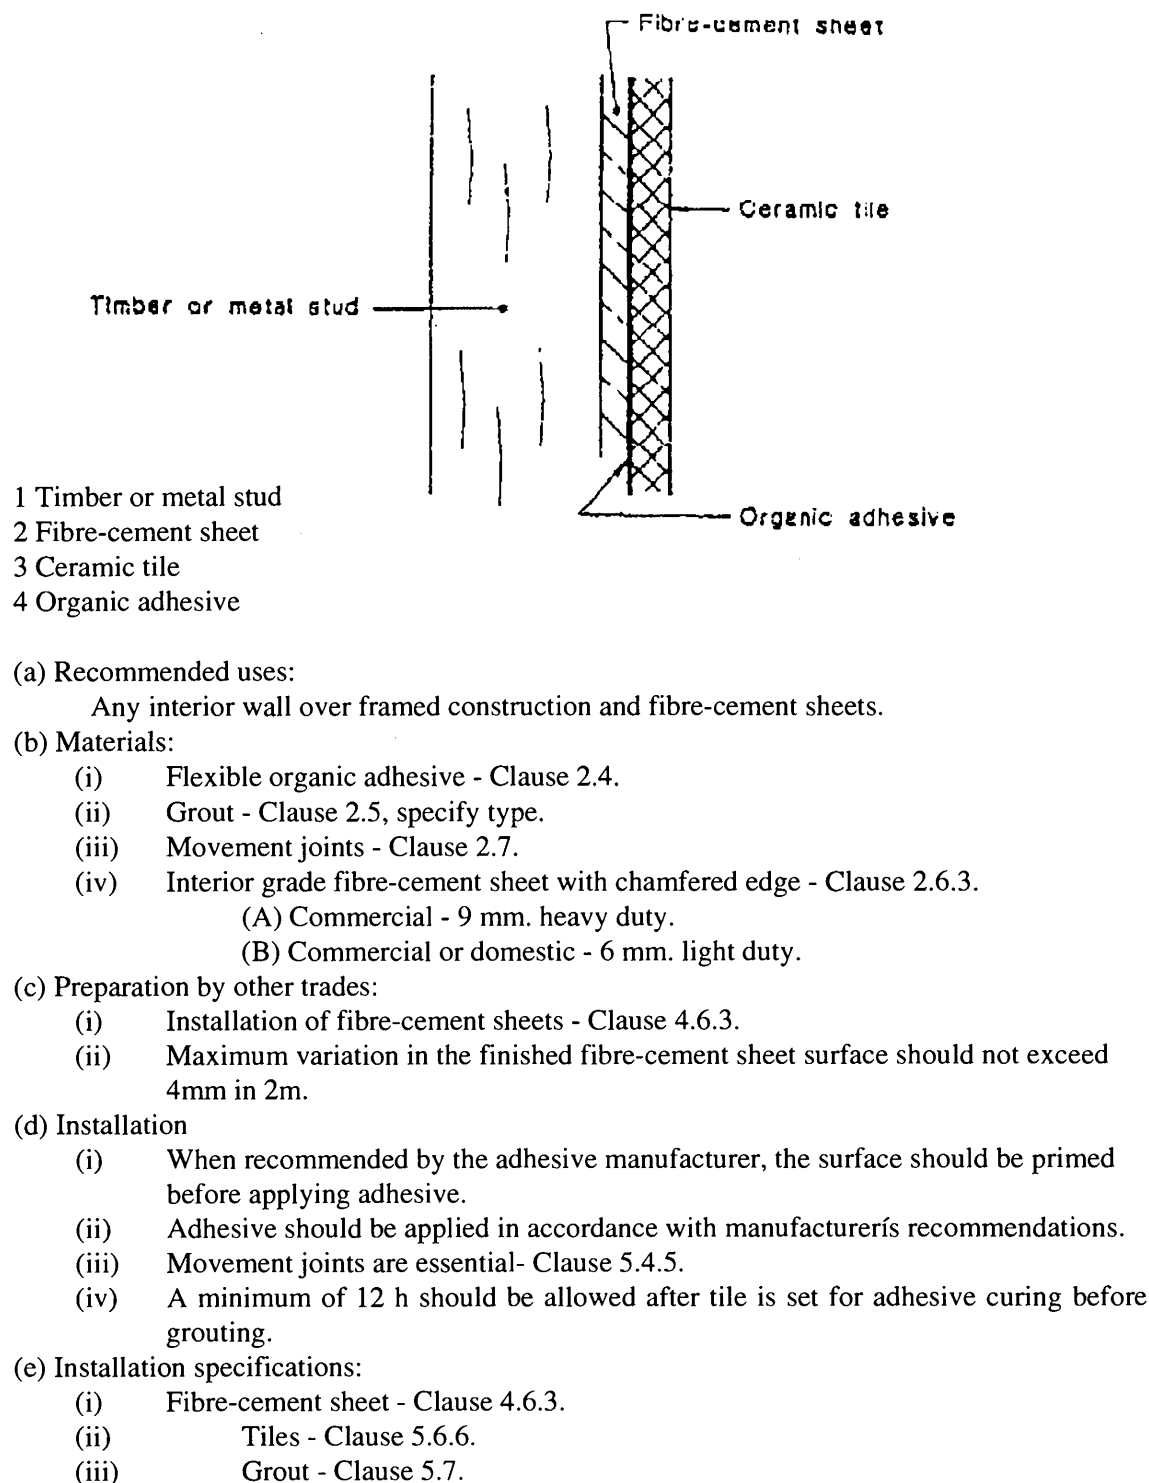 Fibre-cement sheet
Ceramic tile
Timber or metal stud
Organic adhesive
1 Timber or metal stud
2 Fibre-cement sheet
3 Ceramic tile
4 Organic adhesive
(a) Recommended uses:
Any interior wall over framed construction and fibre-cement sheets.
(b) Materials:
(i) Flexible organic adhesive - Clause 2.4.
(ii) Grout - Clause 2.5, specify type.
(iii) Movement joints - Clause 2.7.
(iv) Interior grade fibre-cement sheet with chamfered edge - Clause 2.6.3.
(A) Commercial - 9 mm. heavy duty.
(B) Commercial or domestic - 6 mm. light duty.
(c) Preparation by other trades:
(i) Installation of fibre-cement sheets - Clause 4.6.3.
(ii) Maximum variation in the finished fibre-cement sheet surface should not exceed
4mm in 2m.
(d) Installation
(i) When recommended by the adhesive manufacturer, the surface should be primed
before applying adhesive.
(ii) Adhesive should be applied in accordance with manufacturerís recommendations.
(iii) Movement joints are essential- Clause 5.4.5.
(iv) A minimum of 12 h should be allowed after tile is set for adhesive curing before
grouting.
(e) Installation specifications:
(i) Fibre-cement sheet - Clause 4.6.3.
(ii) Tiles - Clause 5.6.6.
(iii) Grout - Clause 5.7.